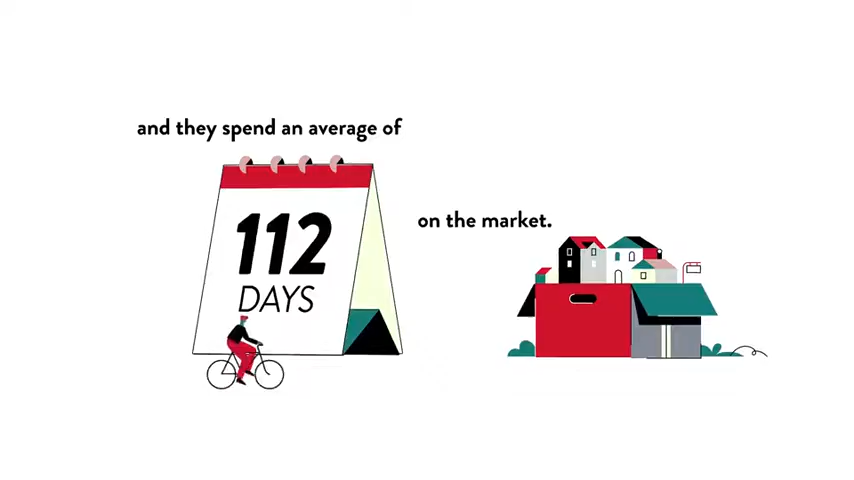 and they spend an average of
112
DAYS
on the market.